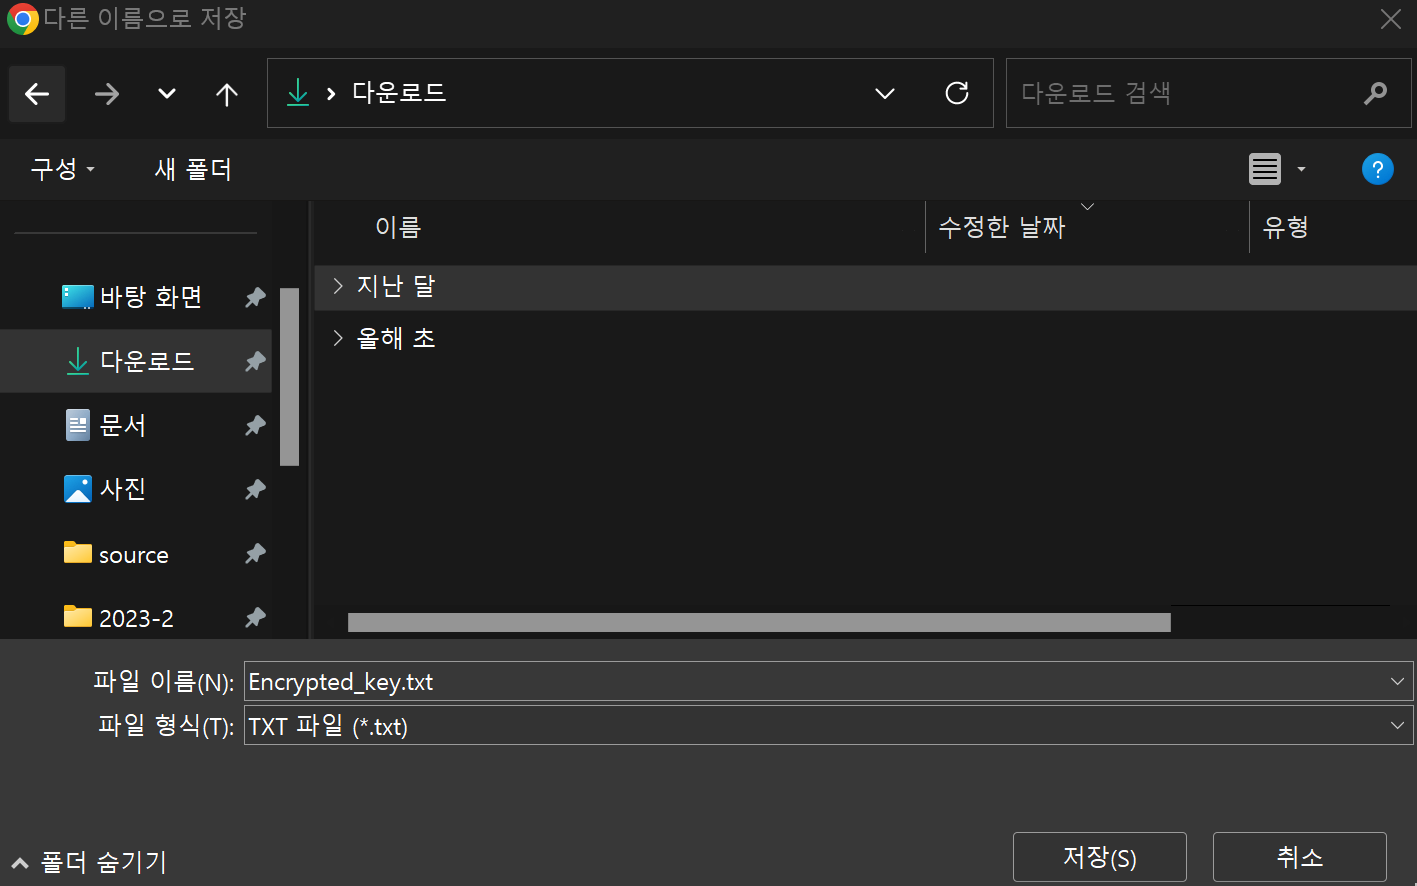 다른 이름으로 저장
다운로드
다운로드 검색
구성
새 폴더
?
이름
수정한 날짜
유형
바탕 화면
다운로드
문서
사진
source
2023-2
지난 달
올해 초
파일 이름(N):
Encrypted_key.txt
파일 형식(T):
TXT 파일 (*.txt)
폴더 숨기기
저장(S)
취소